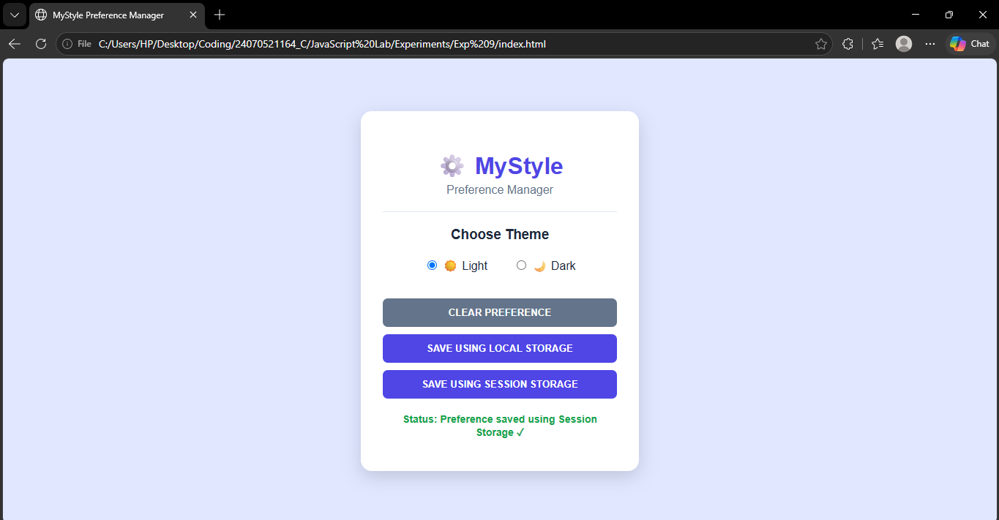 MyStyle Preference Manager
File C:/Users/HP/Desktop/Coding/24070521164_C/JavaScript%20Lab/Experiments/Exp%209/index.html
Chat
⚙️ MyStyle
Preference Manager
Choose Theme
🌞 Light 🌙 Dark
CLEAR PREFERENCE
SAVE USING LOCAL STORAGE
SAVE USING SESSION STORAGE
Status: Preference saved using Session
Storage ✓